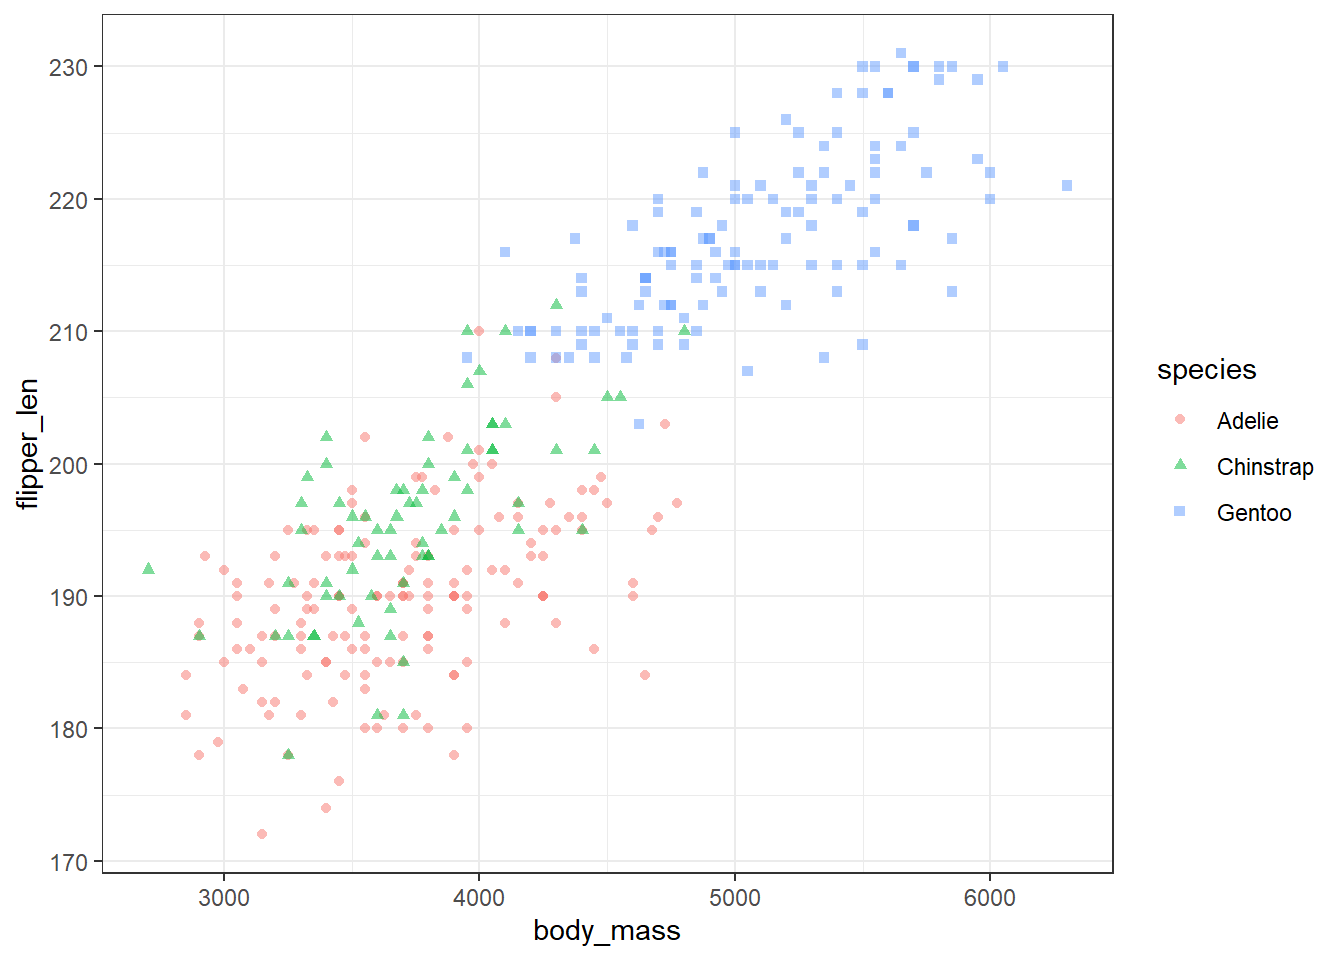 230
220
210
200
190
180
170
flipper_len
3000 4000 5000 6000
body_mass
species
Adelie
Chinstrap
Gentoo